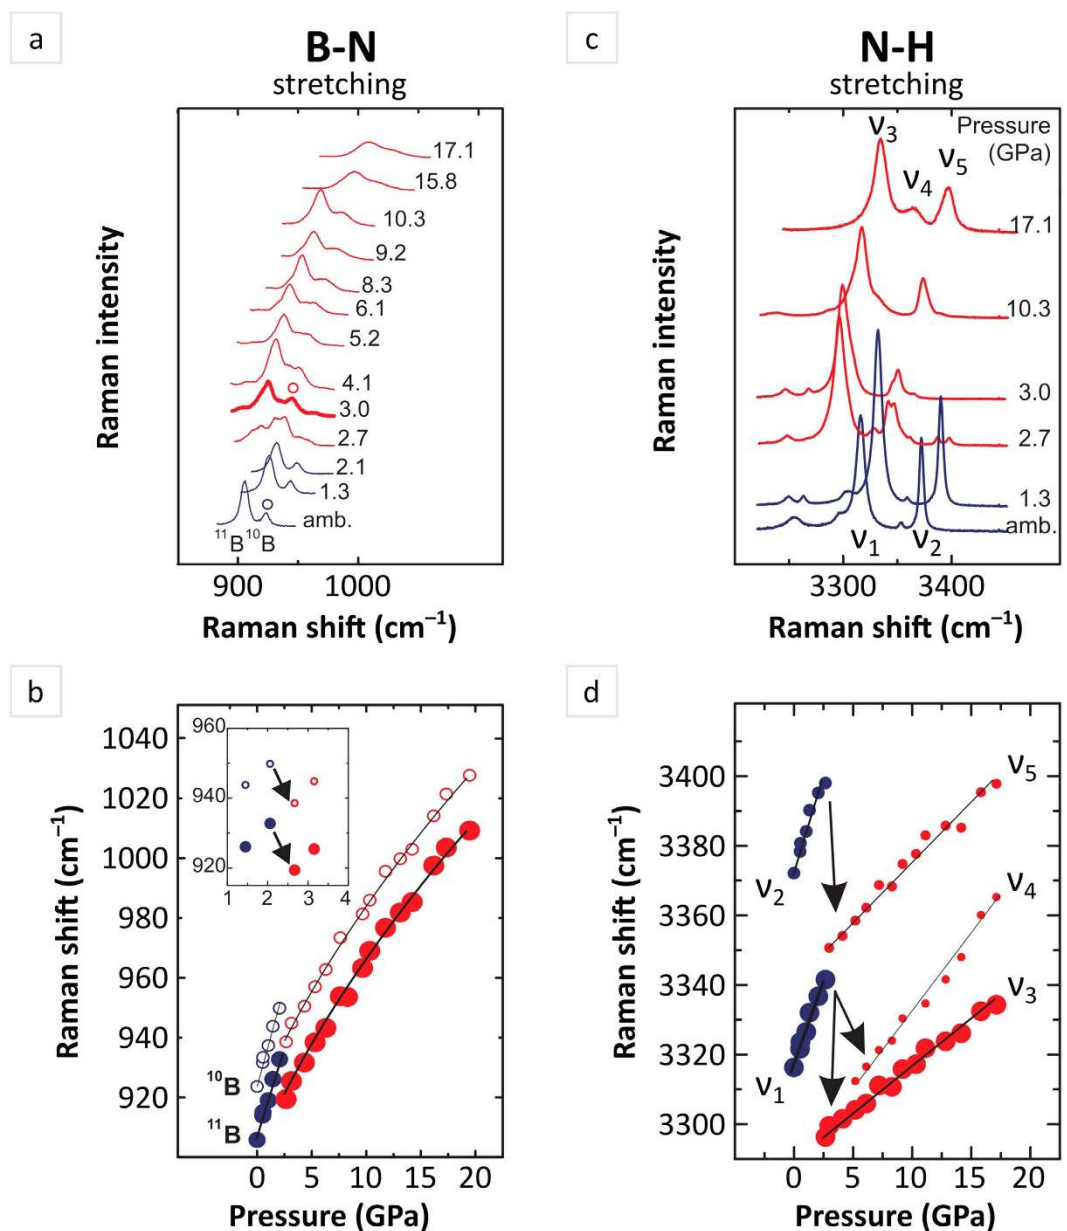 a
B-N
stretching
Raman intensity
17.1
15.8
10.3
9.2
8.3
6.1
5.2
4.1
3.0
2.7
2.1
1.3
amb.
¹¹B¹⁰B
900 1000
Raman shift (cm⁻¹)
c
N-H
stretching
Raman intensity
Pressure
(GPa)
ν₃
ν₄
ν₅
17.1
10.3
3.0
2.7
1.3
amb.
ν₁ ν₂
3300 3400
Raman shift (cm⁻¹)
b
Raman shift (cm⁻¹)
1040
1020
1000
980
960
940
920
960
940
920
1 2 3 4
¹⁰B
¹¹B
0 5 10 15 20
Pressure (GPa)
d
Raman shift (cm⁻¹)
3400
3380
3360
3340
3320
3300
ν₅
ν₂
ν₄
ν₃
ν₁
0 5 10 15 20
Pressure (GPa)